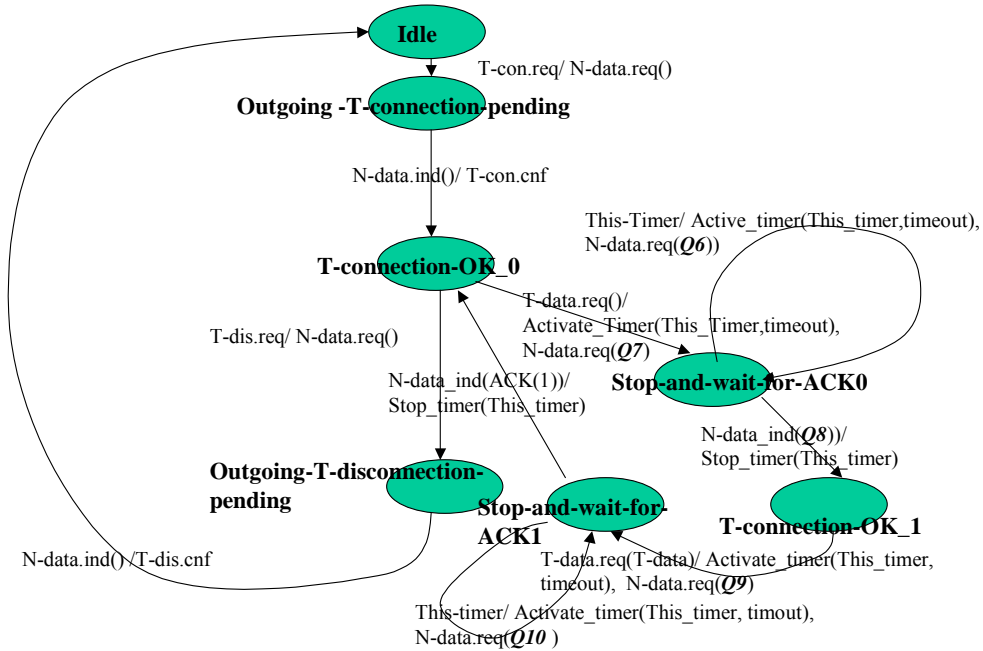 Idle
T-con.req/ N-data.req()
Outgoing -T-connection-pending
N-data.ind()/ T-con.cnf
This-Timer/ Active_timer(This_timer,timeout),
N-data.req(Q6))
T-connection-OK_0
T-data.req()/
Activate_Timer(This_Timer,timeout),
N-data.req(Q7)
T-dis.req/ N-data.req()
N-data_ind(ACK(1))/
Stop_timer(This_timer)
Stop-and-wait-for-ACK0
N-data_ind(Q8))/
Stop_timer(This_timer)
Outgoing-T-disconnection-
pending
Stop-and-wait-for-
ACK1
T-connection-OK_1
N-data.ind() /T-dis.cnf
T-data.req(T-data)/ Activate_timer(This_timer,
timeout),  N-data.req(Q9)
This-timer/ Activate_timer(This_timer, timout),
N-data.req(Q10 )